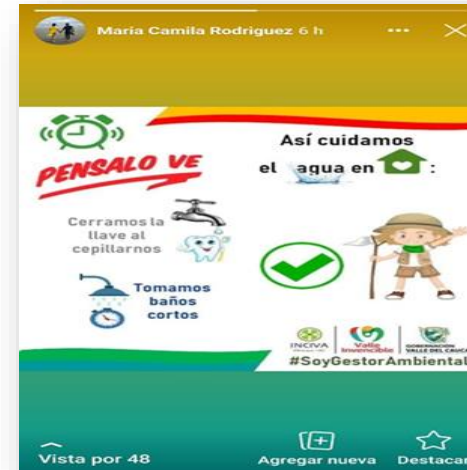 María Camila Rodriguez 6 h
PENSALO VE
Cerramos la
llave al
cepillarnos
Tomamos
baños
cortos
Así cuidamos
el agua en :
INCIVA
Valle
Invencible
GOBERNACIÓN
VALLE DEL CAUCA
#SoyGestorAmbiental
Vista por 48
Agregar nueva
Destacar